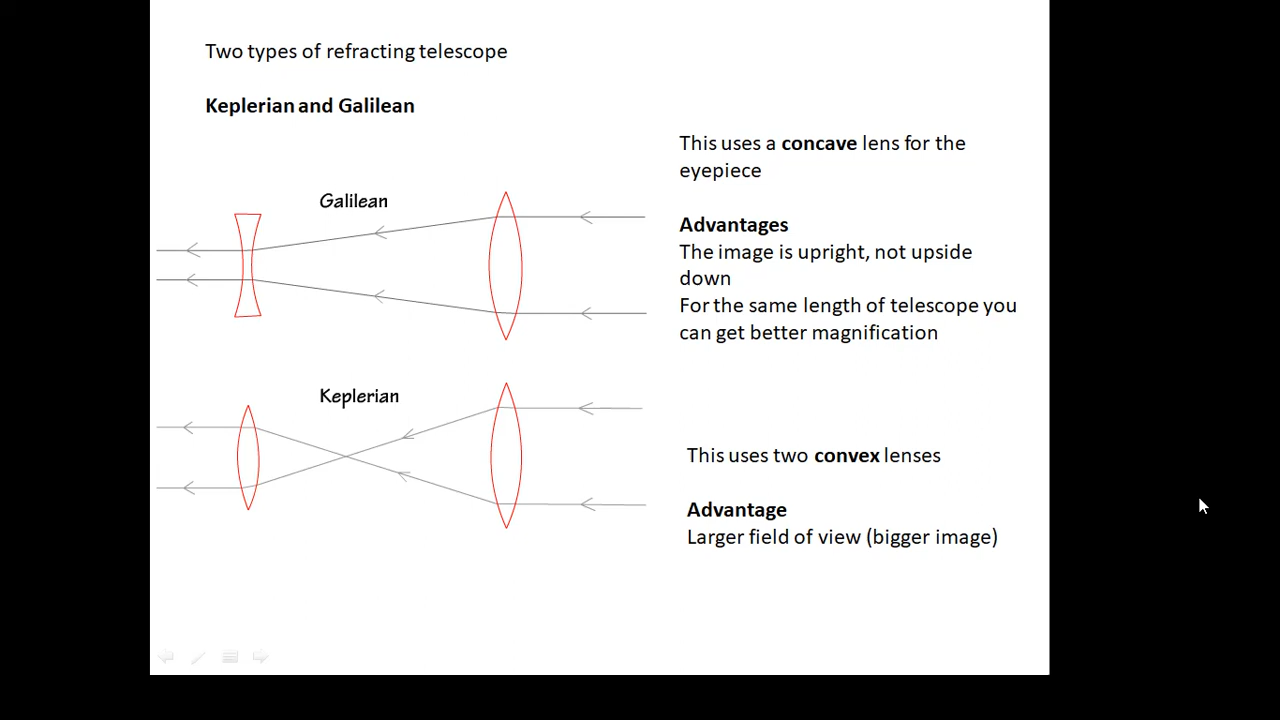 Two types of refracting telescope
Keplerian and Galilean
This uses a concave lens for the
eyepiece
Galilean
Advantages
The image is upright, not upside
down
For the same length of telescope you
can get better magnification
Keplerian
This uses two convex lenses
Advantage
Larger field of view (bigger image)